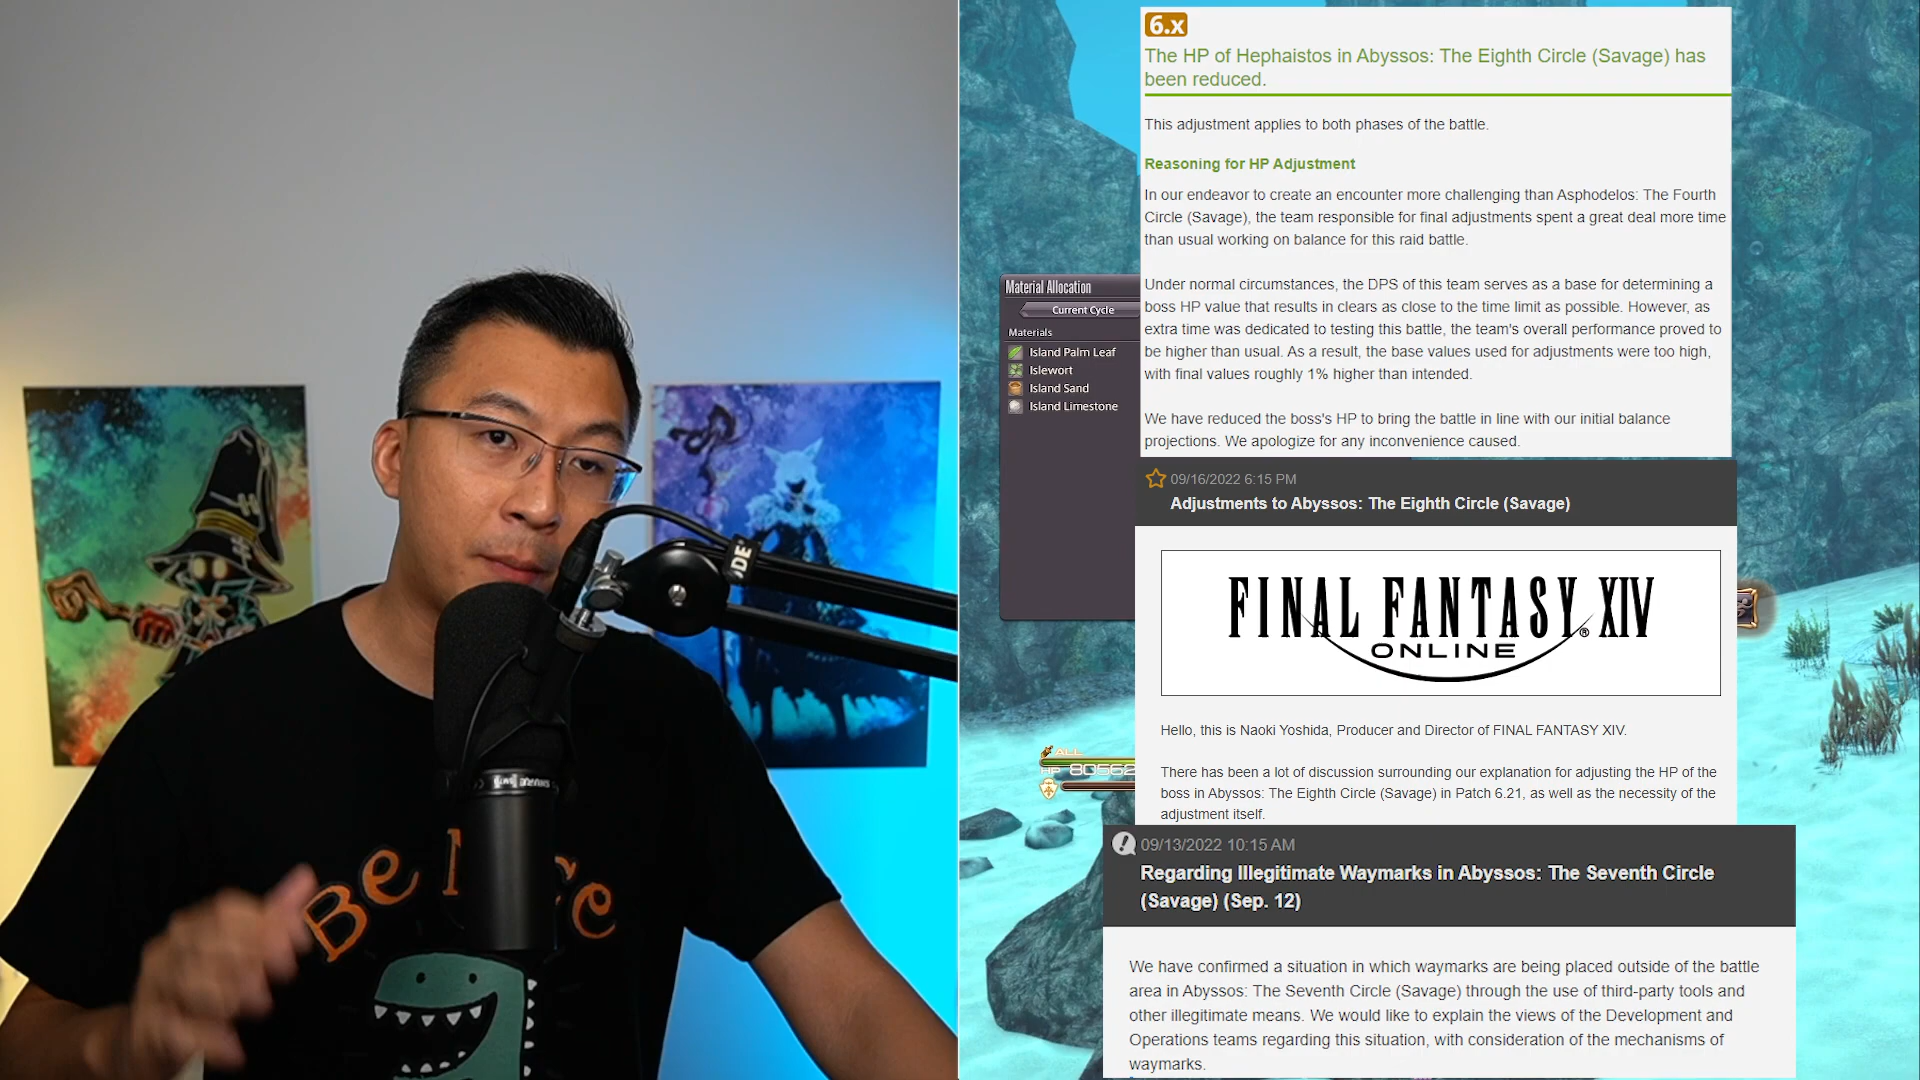 6.x
The HP of Hephaistos in Abyssos: The Eighth Circle (Savage) has
been reduced.
This adjustment applies to both phases of the battle.
Reasoning for HP Adjustment
In our endeavor to create an encounter more challenging than Asphodelos: The Fourth
Circle (Savage), the team responsible for final adjustments spent a great deal more time
than usual working on balance for this raid battle.
Under normal circumstances, the DPS of this team serves as a base for determining a
boss HP value that results in clears as close to the time limit as possible. However, as
extra time was dedicated to testing this battle, the team's overall performance proved to
be higher than usual. As a result, the base values used for adjustments were too high,
with final values roughly 1% higher than intended.
We have reduced the boss's HP to bring the battle in line with our initial balance
projections. We apologize for any inconvenience caused.
Material Allocation
Current Cycle
Materials
Island Palm Leaf
Islewort
Island Sand
Island Limestone
09/16/2022 6:15 PM
Adjustments to Abyssos: The Eighth Circle (Savage)
FINAL FANTASY® XIV
ONLINE
Hello, this is Naoki Yoshida, Producer and Director of FINAL FANTASY XIV.
There has been a lot of discussion surrounding our explanation for adjusting the HP of the
boss in Abyssos: The Eighth Circle (Savage) in Patch 6.21, as well as the necessity of the
adjustment itself.
ALL
HP 80562
09/13/2022 10:15 AM
Regarding Illegitimate Waymarks in Abyssos: The Seventh Circle
(Savage) (Sep. 12)
We have confirmed a situation in which waymarks are being placed outside of the battle
area in Abyssos: The Seventh Circle (Savage) through the use of third-party tools and
other illegitimate means. We would like to explain the views of the Development and
Operations teams regarding this situation, with consideration of the mechanisms of
waymarks.
ODE
Be